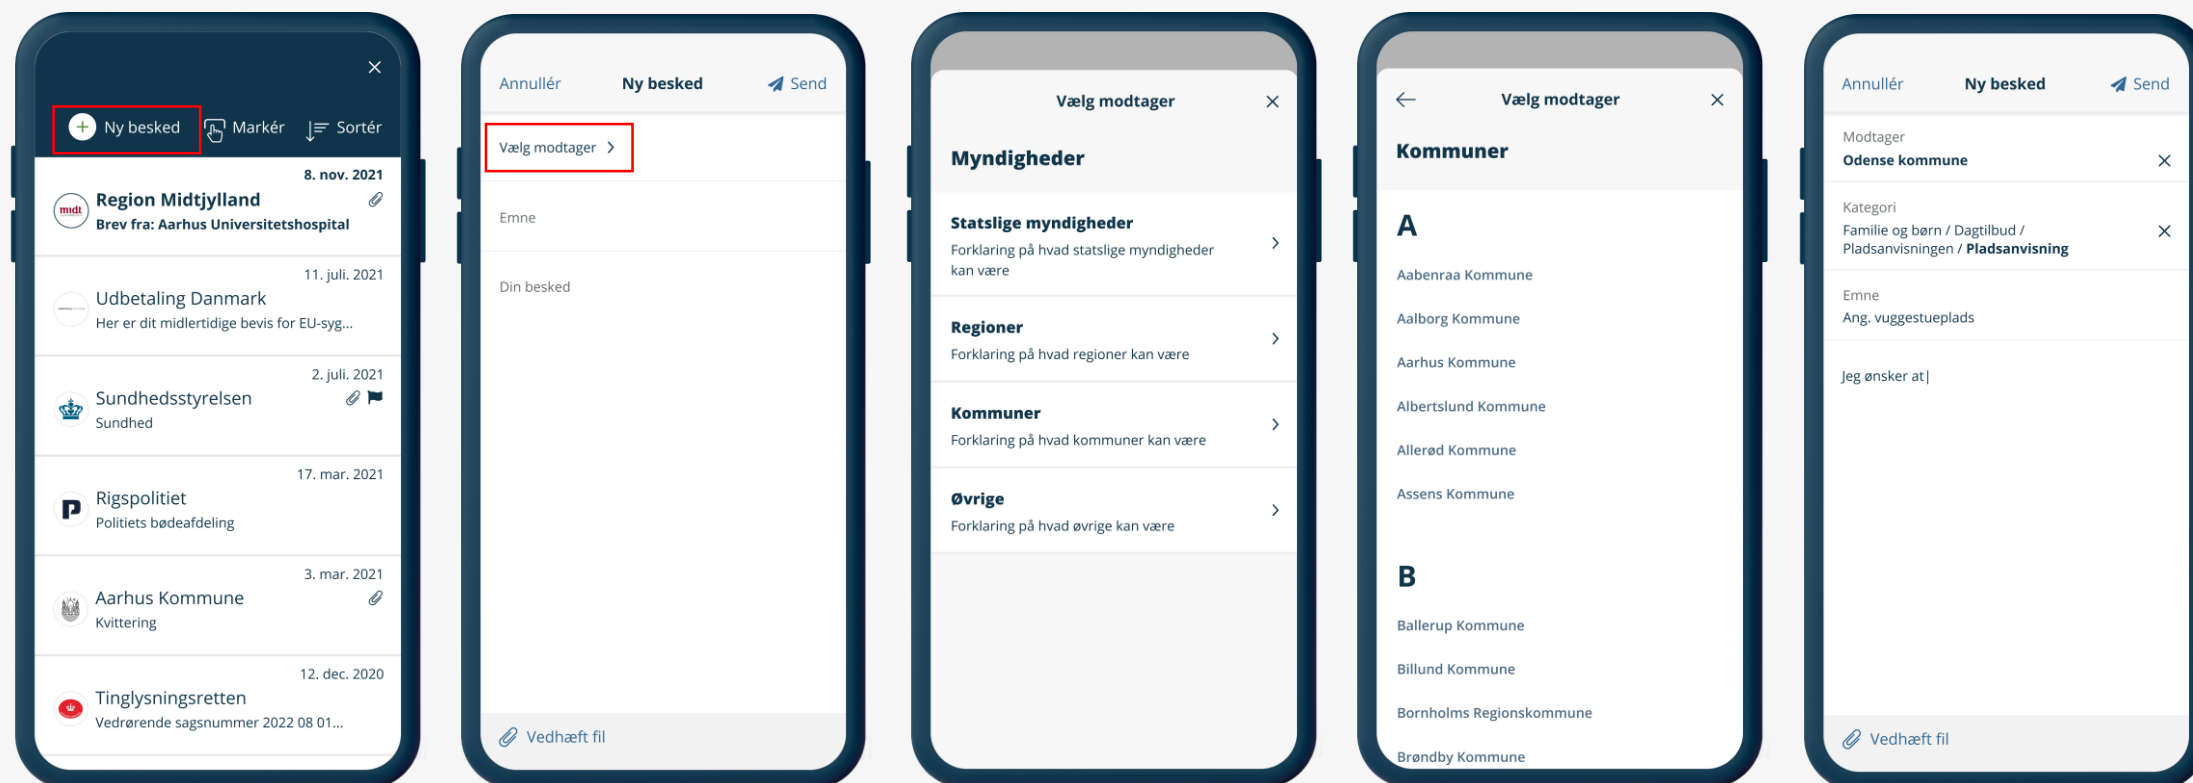 Ny besked
Markér
Sortér
8. nov. 2021
midt
Region Midtjylland
Brev fra: Aarhus Universitetshospital
11. juli. 2021
Udbetaling Danmark
Her er dit midlertidige bevis for EU-syg...
2. juli. 2021
Sundhedsstyrelsen
Sundhed
17. mar. 2021
P
Rigspolitiet
Politiets bødeafdeling
3. mar. 2021
Aarhus Kommune
Kvittering
12. dec. 2020
Tinglysningsretten
Vedrørende sagsnummer 2022 08 01...
Annullér
Ny besked
Send
Vælg modtager
Emne
Din besked
Vedhæft fil
Vælg modtager
Myndigheder
Statslige myndigheder
Forklaring på hvad statslige myndigheder
kan være
Regioner
Forklaring på hvad regioner kan være
Kommuner
Forklaring på hvad kommuner kan være
Øvrige
Forklaring på hvad øvrige kan være
Vælg modtager
Kommuner
A
Aabenraa Kommune
Aalborg Kommune
Aarhus Kommune
Albertslund Kommune
Allerød Kommune
Assens Kommune
B
Ballerup Kommune
Billund Kommune
Bornholms Regionskommune
Brøndby Kommune
Annullér
Ny besked
Send
Modtager
Odense kommune
Kategori
Familie og børn / Dagtilbud /
Pladsanvisningen / Pladsanvisning
Emne
Ang. vuggestueplads
Jeg ønsker at
Vedhæft fil